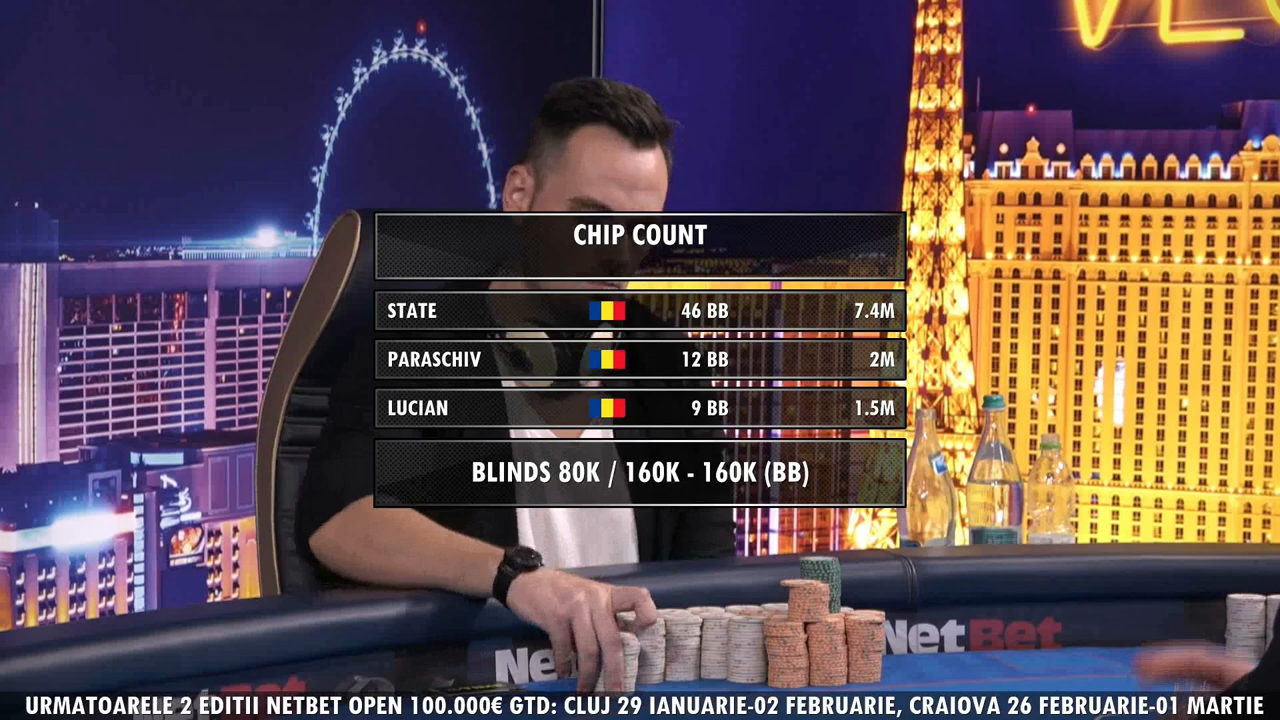 CHIP COUNT
STATE 46 BB 7.4M
PARASCHIV 12 BB 2M
LUCIAN 9 BB 1.5M
BLINDS 80K / 160K - 160K (BB)
NetBet
URMATOARELE 2 EDITII NETBET OPEN 100.000€ GTD: CLUJ 29 IANUARIE-02 FEBRUARIE, CRAIOVA 26 FEBRUARIE-01 MARTIE